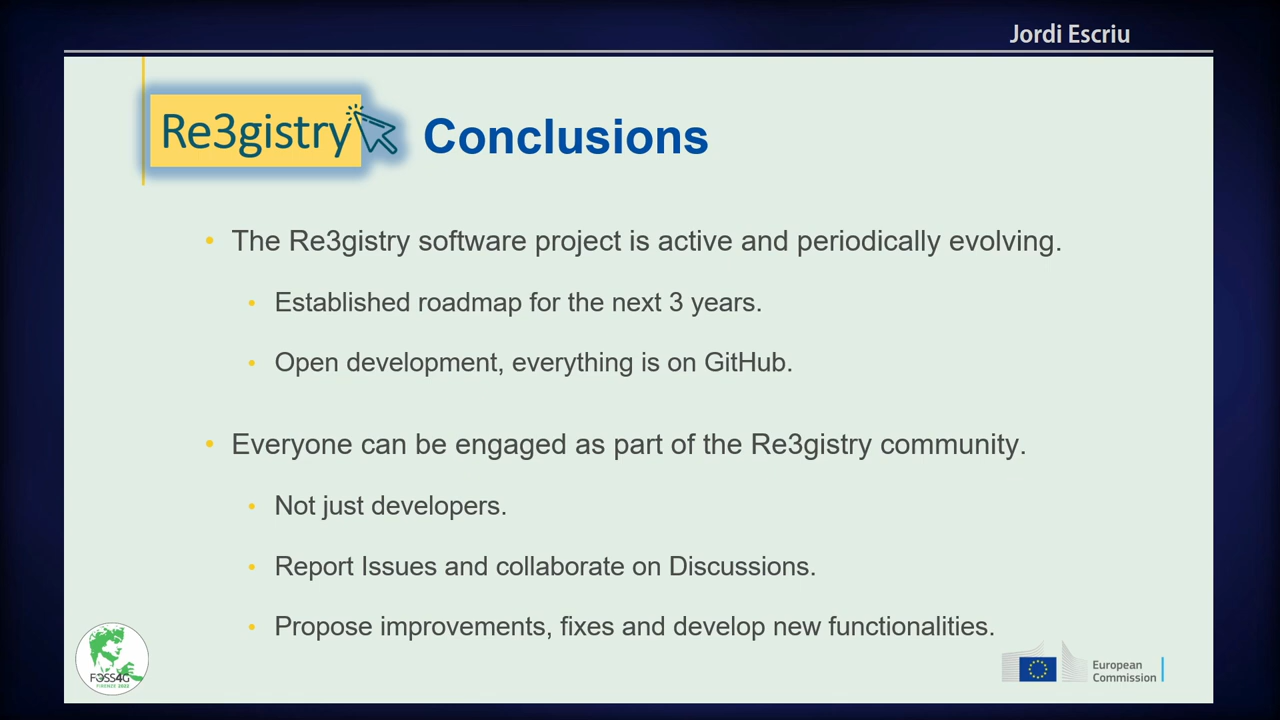 Jordi Escriu
Re3gistry
Conclusions
• The Re3gistry software project is active and periodically evolving.
• Established roadmap for the next 3 years.
• Open development, everything is on GitHub.
• Everyone can be engaged as part of the Re3gistry community.
• Not just developers.
• Report Issues and collaborate on Discussions.
• Propose improvements, fixes and develop new functionalities.
FOSS4G
FIRENZE 2022
European
Commission